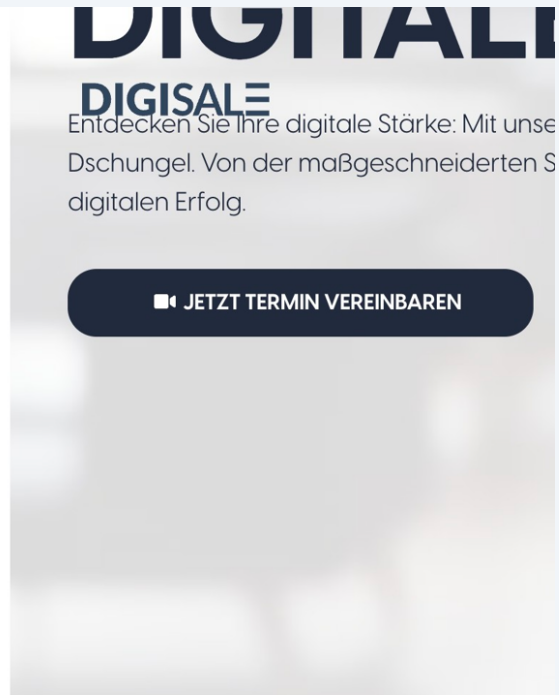 DIGITALE
DIGISALE
Entdecken Sie Ihre digitale Stärke: Mit unse
Dschungel. Von der maßgeschneiderten S
digitalen Erfolg.
JETZT TERMIN VEREINBAREN